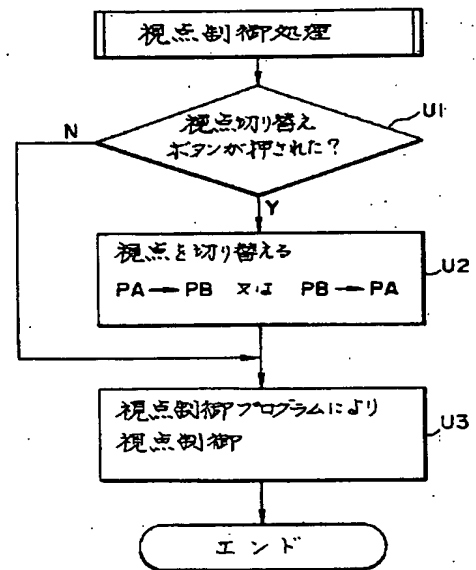 視点制御処理
U1
視点切り替え
ボタンが押された?
N
Y
視点を切り替える
PA→PB 又は PB→PA
U2
視点制御プログラムにより
視点制御
U3
エンド